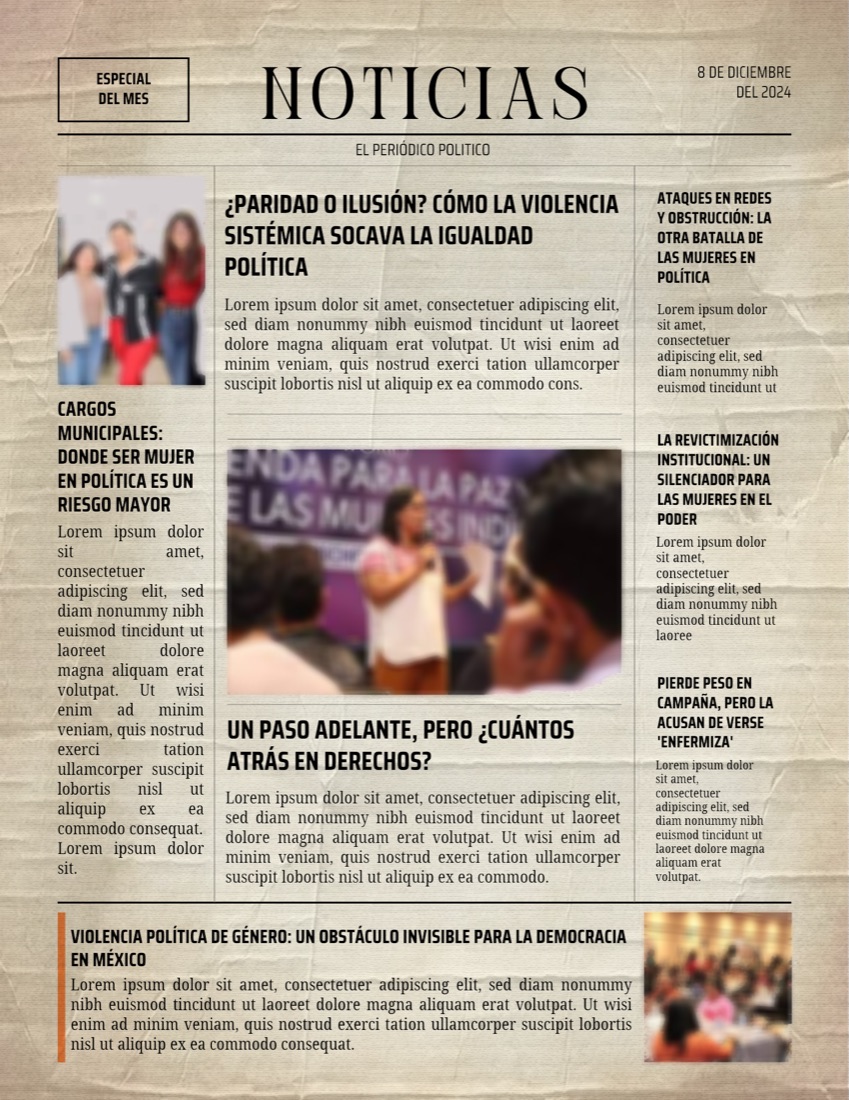 ESPECIAL
DEL MES
NOTICIAS
8 DE DICIEMBRE
DEL 2024
EL PERIÓDICO POLITICO
CARGOS
MUNICIPALES:
DONDE SER MUJER
EN POLÍTICA ES UN
RIESGO MAYOR
Lorem ipsum dolor
sit amet,
consectetuer
adipiscing elit, sed
diam nonummy nibh
euismod tincidunt ut
laoreet dolore
magna aliquam erat
volutpat. Ut wisi
enim ad minim
veniam, quis nostrud
exerci tation
ullamcorper suscipit
lobortis nisl ut
aliquip ex ea
commodo consequat.
Lorem ipsum dolor
sit.
¿PARIDAD O ILUSIÓN? CÓMO LA VIOLENCIA
SISTÉMICA SOCAVA LA IGUALDAD
POLÍTICA
Lorem ipsum dolor sit amet, consectetuer adipiscing elit,
sed diam nonummy nibh euismod tincidunt ut laoreet
dolore magna aliquam erat volutpat. Ut wisi enim ad
minim veniam, quis nostrud exerci tation ullamcorper
suscipit lobortis nisl ut aliquip ex ea commodo cons.
ENDA PARA LA PAZ
E LAS MUJ
UN PASO ADELANTE, PERO ¿CUÁNTOS
ATRÁS EN DERECHOS?
Lorem ipsum dolor sit amet, consectetuer adipiscing elit,
sed diam nonummy nibh euismod tincidunt ut laoreet
dolore magna aliquam erat volutpat. Ut wisi enim ad
minim veniam, quis nostrud exerci tation ullamcorper
suscipit lobortis nisl ut aliquip ex ea commodo.
ATAQUES EN REDES
Y OBSTRUCCIÓN: LA
OTRA BATALLA DE
LAS MUJERES EN
POLÍTICA
Lorem ipsum dolor
sit amet,
consectetuer
adipiscing elit, sed
diam nonummy nibh
euismod tincidunt ut
LA REVICTIMIZACIÓN
INSTITUCIONAL: UN
SILENCIADOR PARA
LAS MUJERES EN EL
PODER
Lorem ipsum dolor
sit amet,
consectetuer
adipiscing elit, sed
diam nonummy nibh
euismod tincidunt ut
laoree
PIERDE PESO EN
CAMPAÑA, PERO LA
ACUSAN DE VERSE
'ENFERMIZA'
Lorem ipsum dolor
sit amet,
consectetuer
adipiscing elit, sed
diam nonummy nibh
euismod tincidunt ut
laoreet dolore magna
aliquam erat
volutpat.
VIOLENCIA POLÍTICA DE GÉNERO: UN OBSTÁCULO INVISIBLE PARA LA DEMOCRACIA
EN MÉXICO
Lorem ipsum dolor sit amet, consectetuer adipiscing elit, sed diam nonummy
nibh euismod tincidunt ut laoreet dolore magna aliquam erat volutpat. Ut wisi
enim ad minim veniam, quis nostrud exerci tation ullamcorper suscipit lobortis
nisl ut aliquip ex ea commodo consequat.